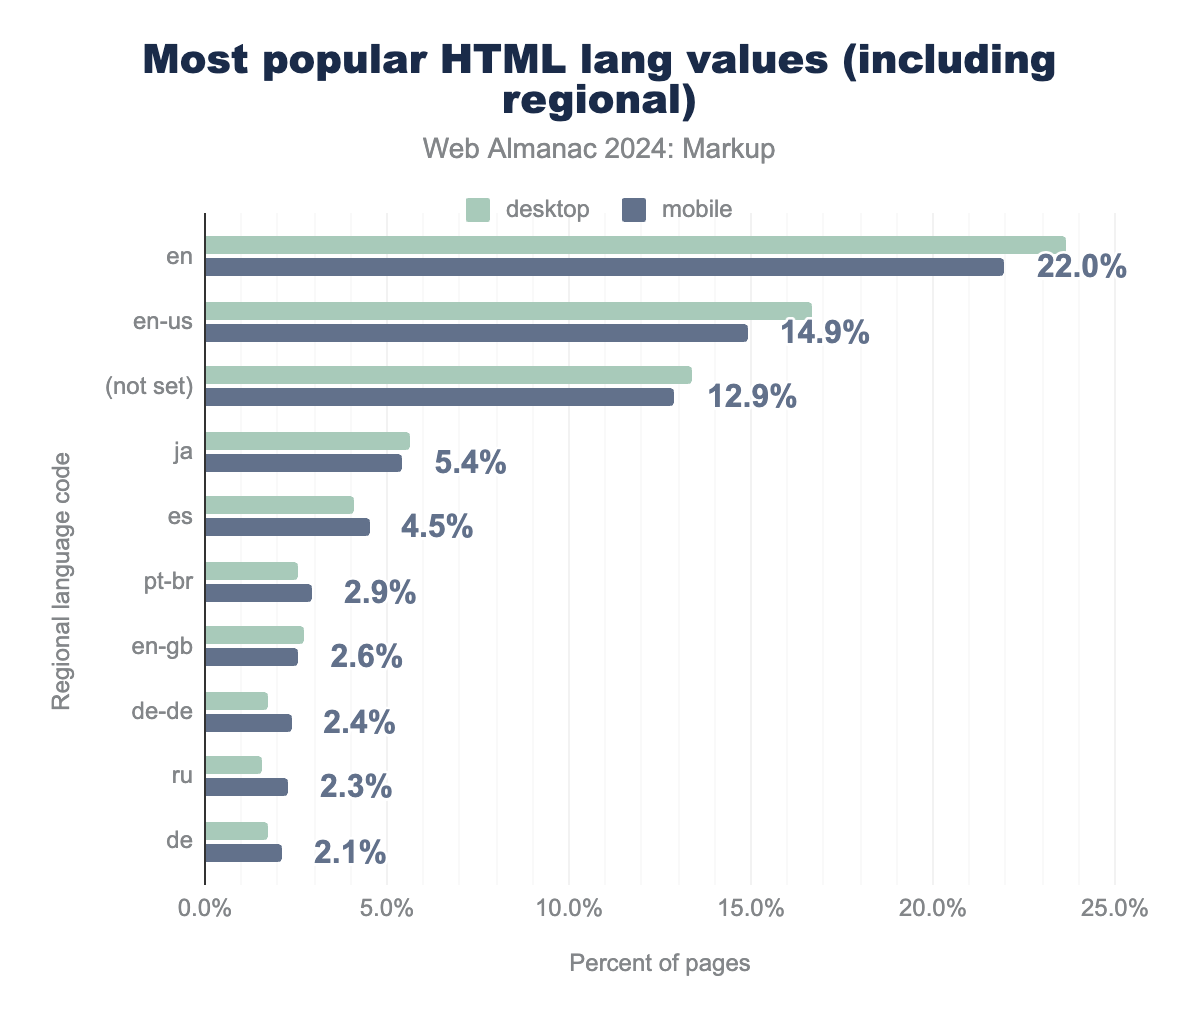 Most popular HTML lang values (including
regional)
Web Almanac 2024: Markup
desktop
mobile
Regional language code
en
22.0%
en-us
14.9%
(not set)
12.9%
ja
5.4%
es
4.5%
pt-br
2.9%
en-gb
2.6%
de-de
2.4%
ru
2.3%
de
2.1%
0.0%
5.0%
10.0%
15.0%
20.0%
25.0%
Percent of pages